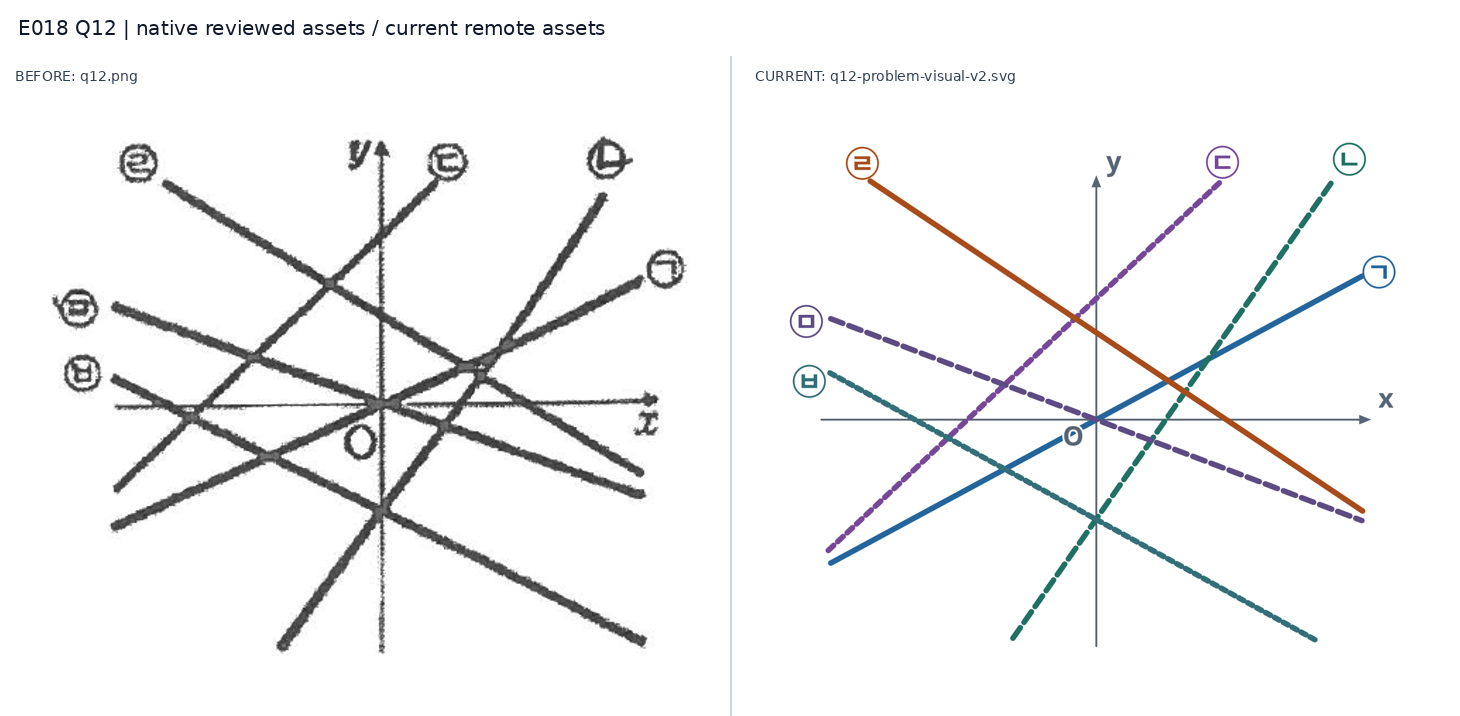 E018 Q12 | native reviewed assets / current remote assets
BEFORE: q12.png
CURRENT: q12-problem-visual-v2.svg
㉣ y ㉢ ㉡
㉠
㉤
㉥
x
O
㉣ y ㉢ ㉡
㉠
㉤
㉥
x
O